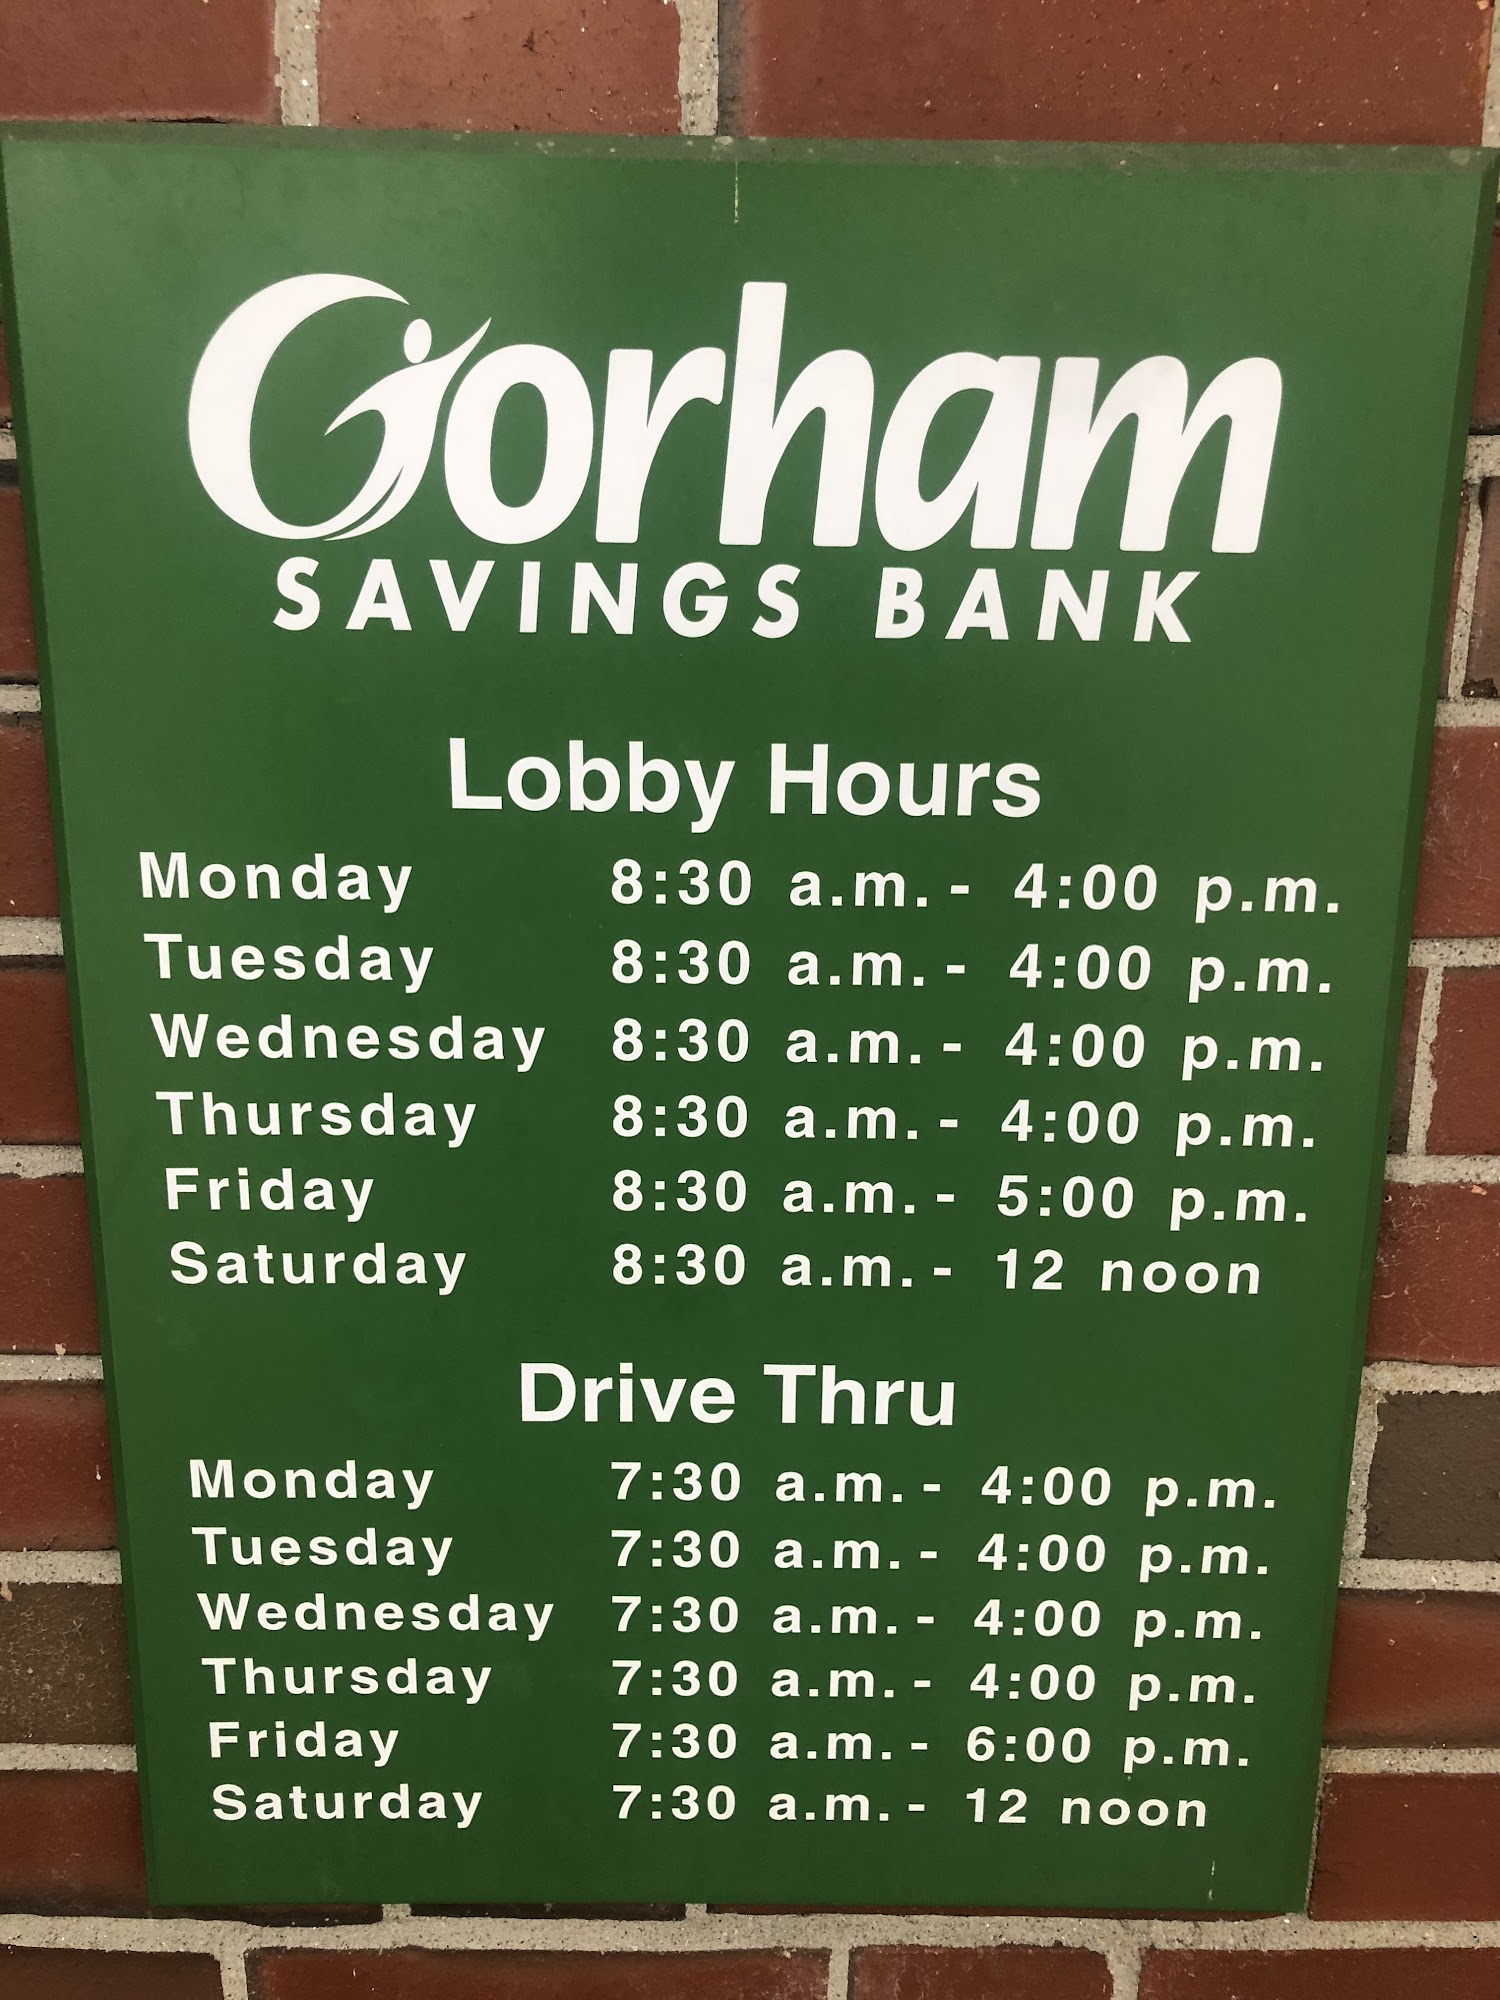 Gorham
SAVINGS BANK
Lobby Hours
Monday 8:30 a.m. - 4:00 p.m.
Tuesday 8:30 a.m. - 4:00 p.m.
Wednesday 8:30 a.m. - 4:00 p.m.
Thursday 8:30 a.m. - 4:00 p.m.
Friday 8:30 a.m. - 5:00 p.m.
Saturday 8:30 a.m. - 12 noon
Drive Thru
Monday 7:30 a.m. - 4:00 p.m.
Tuesday 7:30 a.m. - 4:00 p.m.
Wednesday 7:30 a.m. - 4:00 p.m.
Thursday 7:30 a.m. - 4:00 p.m.
Friday 7:30 a.m. - 6:00 p.m.
Saturday 7:30 a.m. - 12 noon